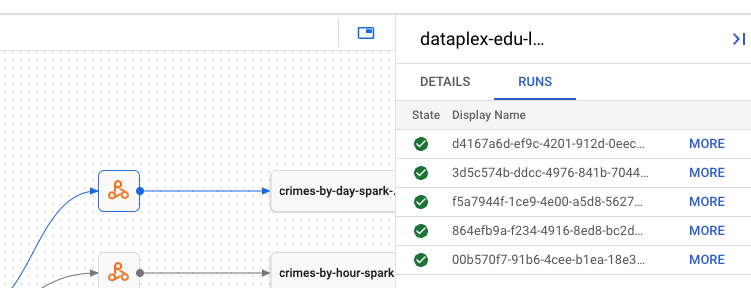 dataplex-edu-l...
DETAILS
RUNS
State Display Name
d4167a6d-ef9c-4201-912d-0eec... MORE
3d5c574b-ddcc-4976-841b-7044... MORE
f5a7944f-1ce9-4e00-a5d8-5627... MORE
864efb9a-f234-4916-8ed8-bc2d... MORE
00b570f7-91b6-4cee-b1ea-18e3... MORE
crimes-by-day-spark-...
crimes-by-hour-spark